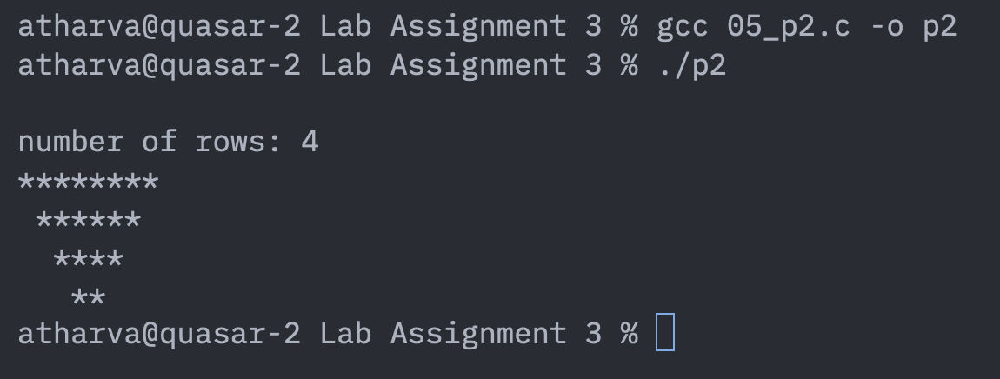 atharva@quasar-2 Lab Assignment 3 % gcc 05_p2.c -o p2
atharva@quasar-2 Lab Assignment 3 % ./p2

number of rows: 4
********
 ******
  ****
   **
atharva@quasar-2 Lab Assignment 3 %